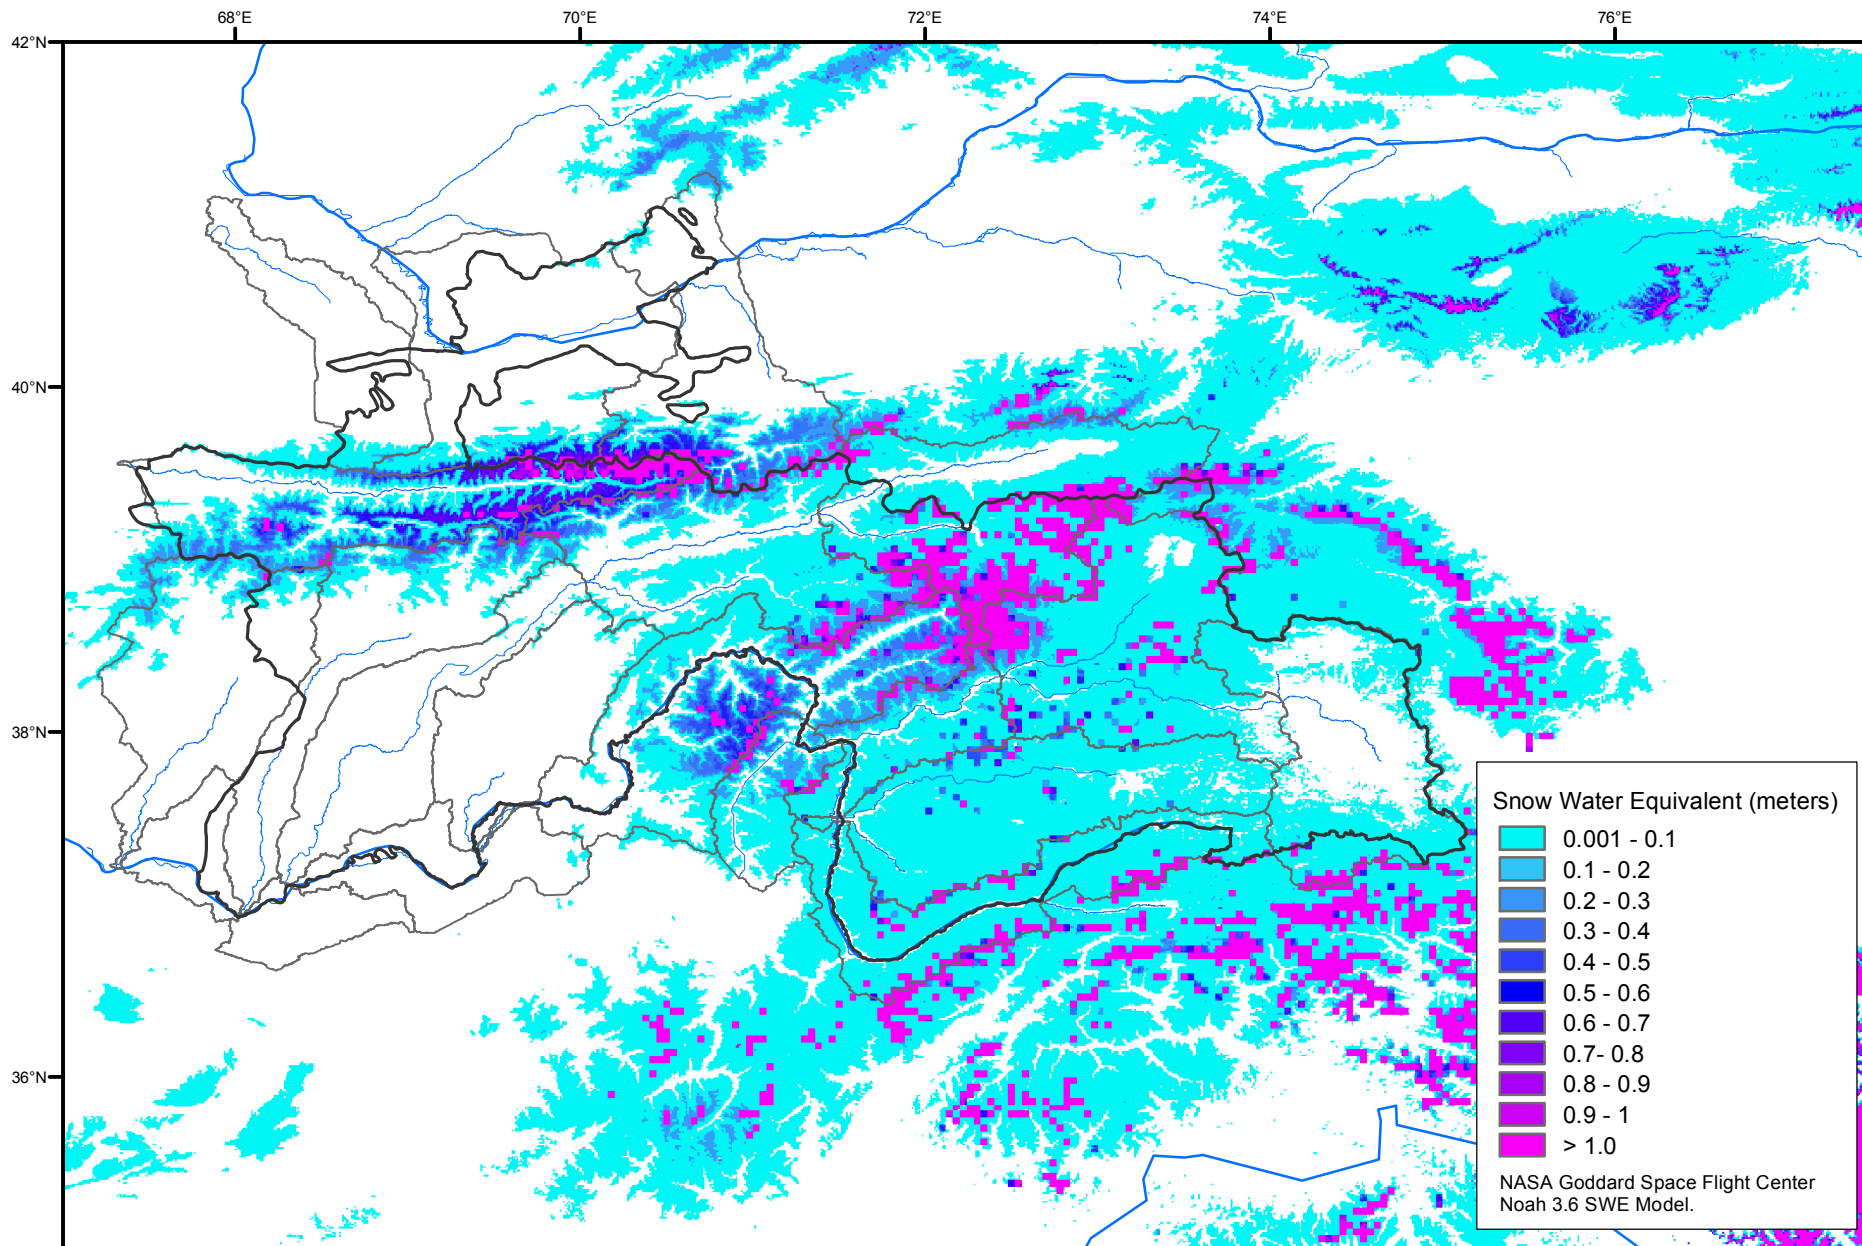 68°E
70°E
72°E
74°E
76°E
42°N
40°N
38°N
36°N
Snow Water Equivalent (meters)
0.001 - 0.1
0.1 - 0.2
0.2 - 0.3
0.3 - 0.4
0.4 - 0.5
0.5 - 0.6
0.6 - 0.7
0.7- 0.8
0.8 - 0.9
0.9 - 1
> 1.0
NASA Goddard Space Flight Center
Noah 3.6 SWE Model.